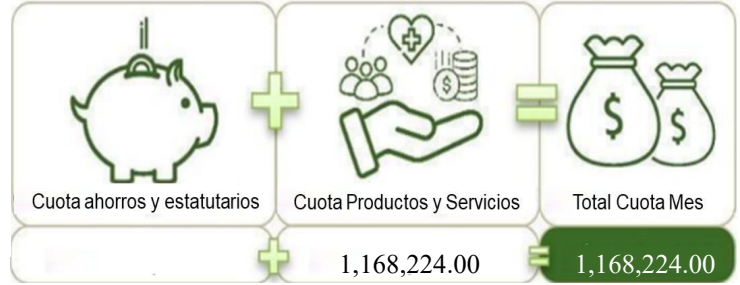 $
$ $
Cuota ahorros y estatutarios + Cuota Productos y Servicios = Total Cuota Mes
+ 1,168,224.00 = 1,168,224.00